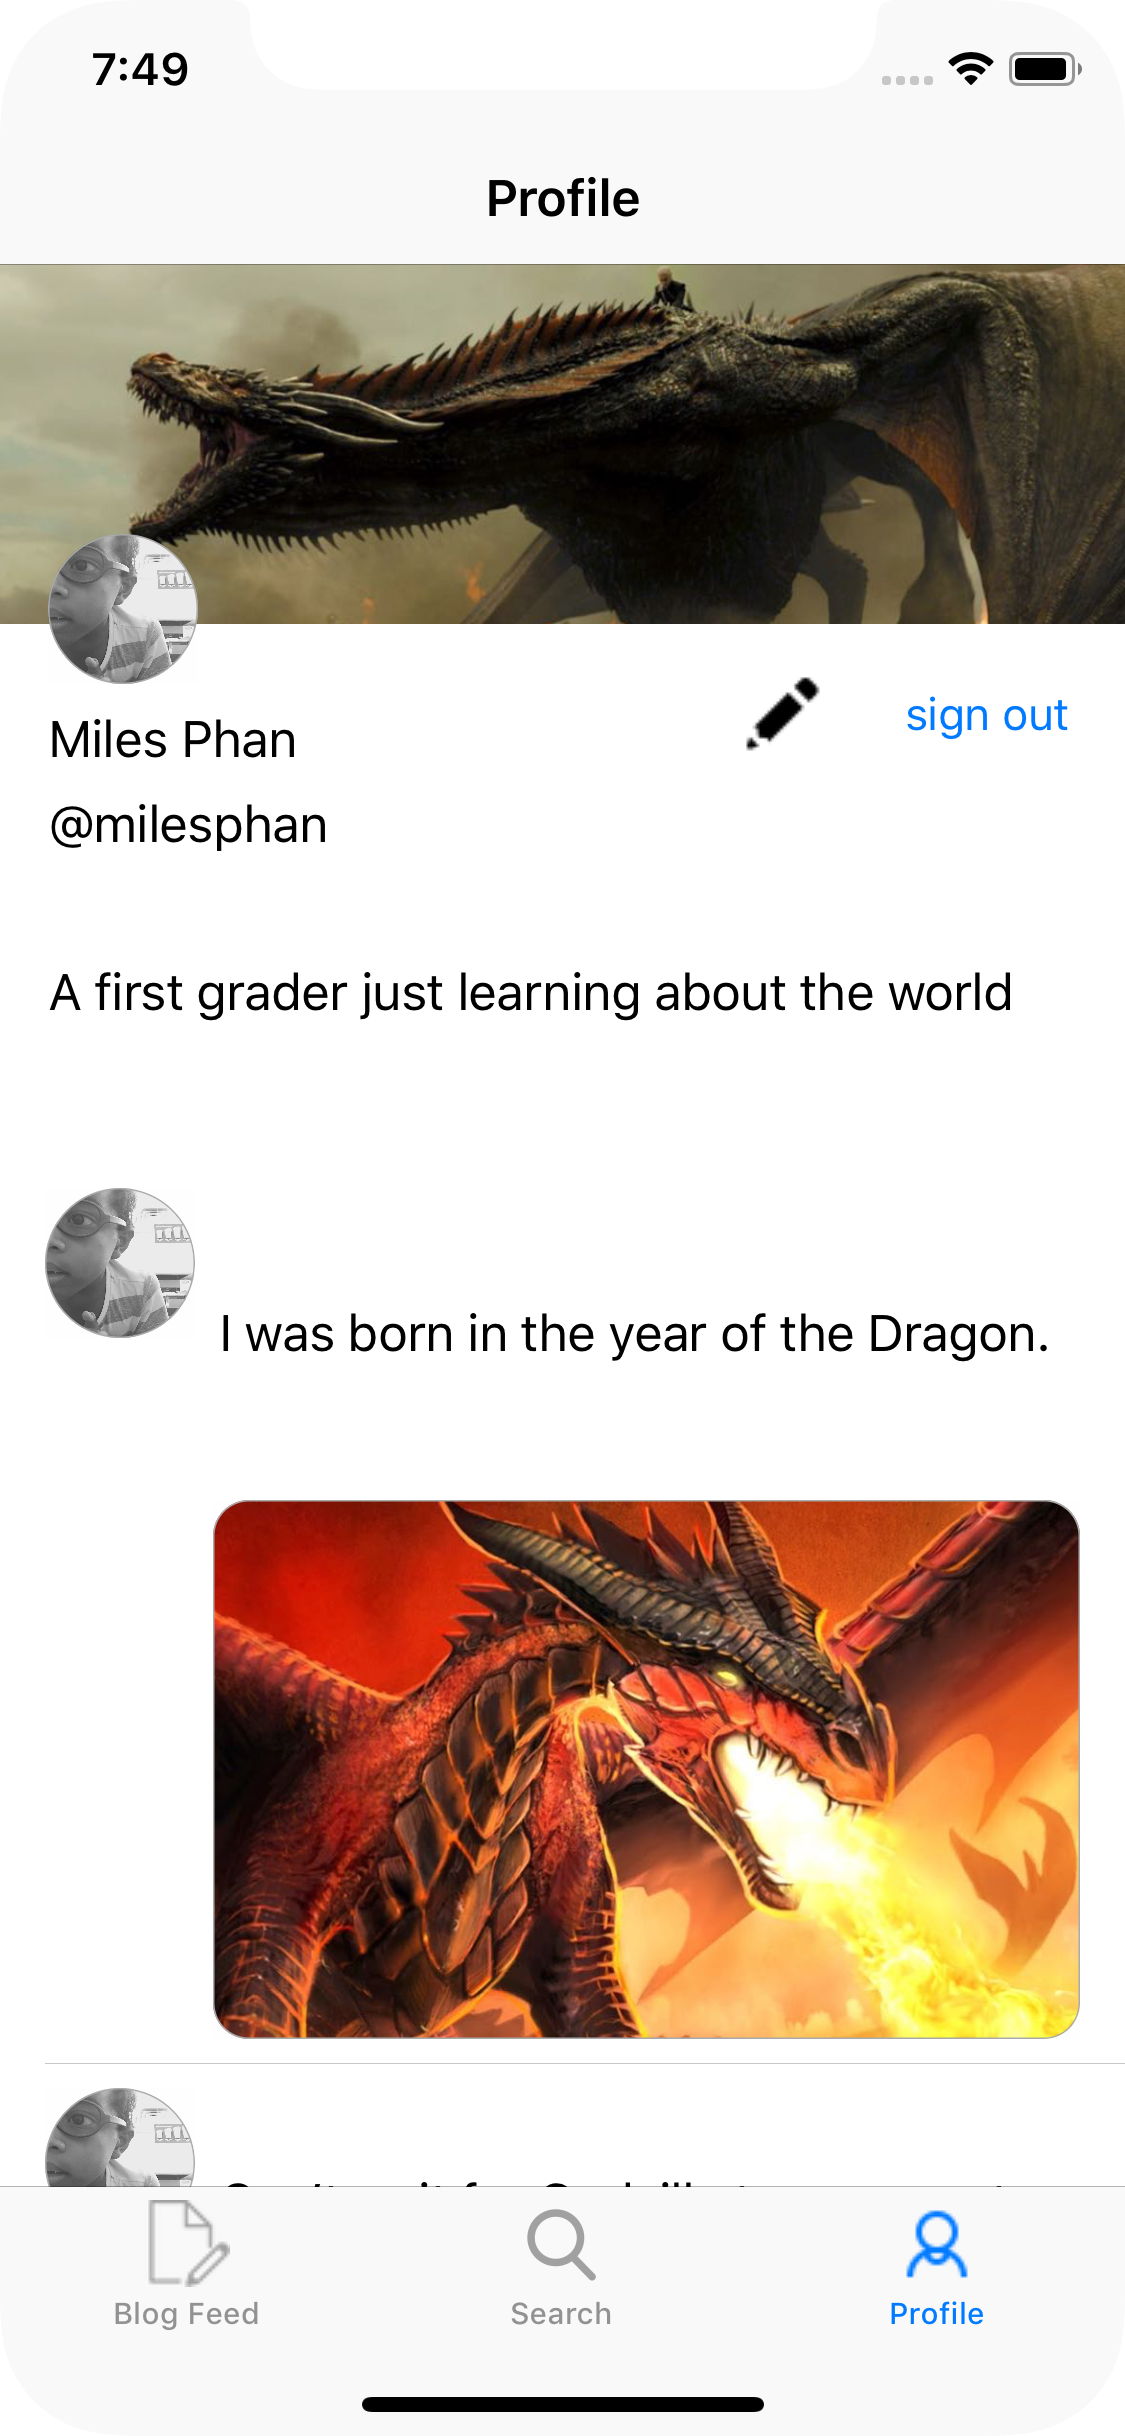 7:49
Profile
Miles Phan
sign out
@milesphan
A first grader just learning about the world
I was born in the year of the Dragon.
Blog Feed
Search
Profile